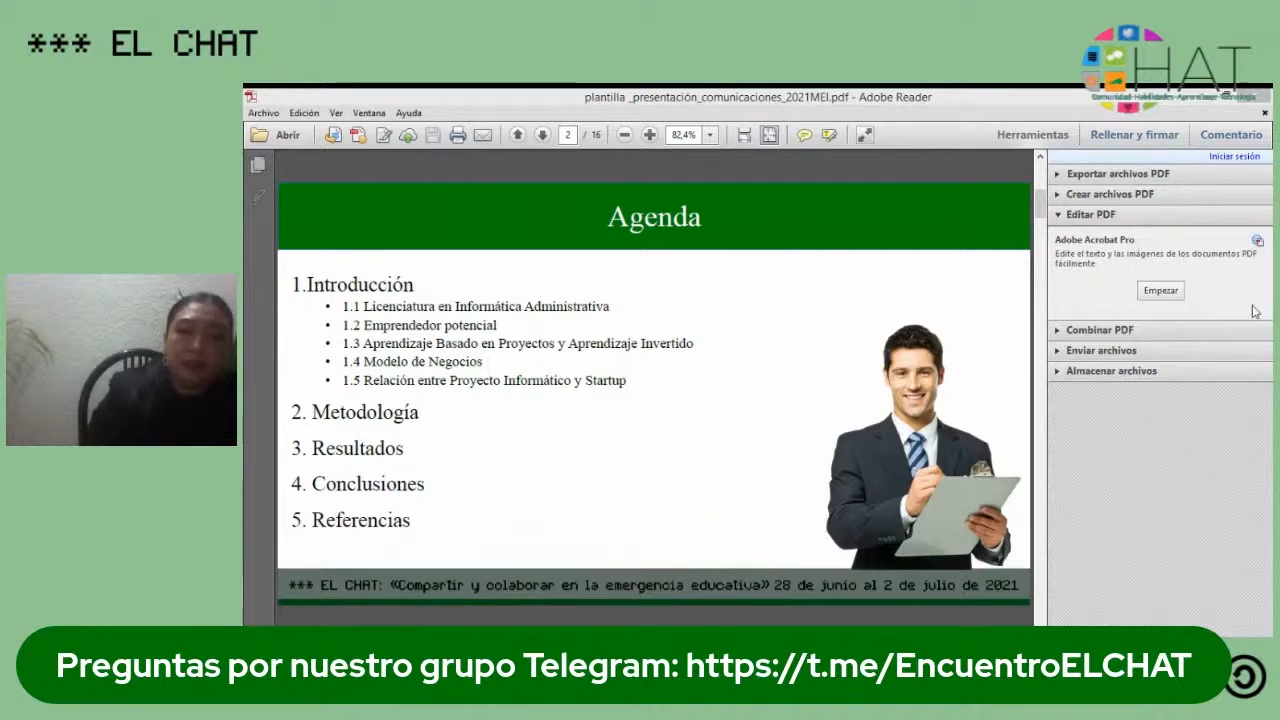 *** EL CHAT
HAT
Comunidad· Habilidades· Aprendizaje· Tecnología
plantilla _presentación_comunicaciones_2021MEI.pdf - Adobe Reader
Archivo Edición Ver Ventana Ayuda
Abrir 2 / 16 82,4% Herramientas Rellenar y firmar Comentario
Iniciar sesión
Exportar archivos PDF
Crear archivos PDF
Editar PDF
Adobe Acrobat Pro
Edite el texto y las imágenes de los documentos PDF
fácilmente
Empezar
Combinar PDF
Enviar archivos
Almacenar archivos
Agenda
1.Introducción
• 1.1 Licenciatura en Informática Administrativa
• 1.2 Emprendedor potencial
• 1.3 Aprendizaje Basado en Proyectos y Aprendizaje Invertido
• 1.4 Modelo de Negocios
• 1.5 Relación entre Proyecto Informático y Startup
2. Metodología
3. Resultados
4. Conclusiones
5. Referencias
*** EL CHAT: «Compartir y colaborar en la emergencia educativa» 28 de junio al 2 de julio de 2021
Preguntas por nuestro grupo Telegram: https://t.me/EncuentroELCHAT